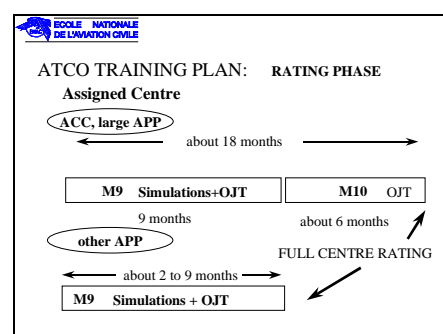 ECOLE NATIONALE
DE L'AVIATION CIVILE
ATCO TRAINING PLAN: RATING PHASE
Assigned Centre
ACC, large APP
about 18 months
M9 Simulations+OJT M10 OJT
9 months about 6 months
other APP
FULL CENTRE RATING
about 2 to 9 months
M9 Simulations + OJT